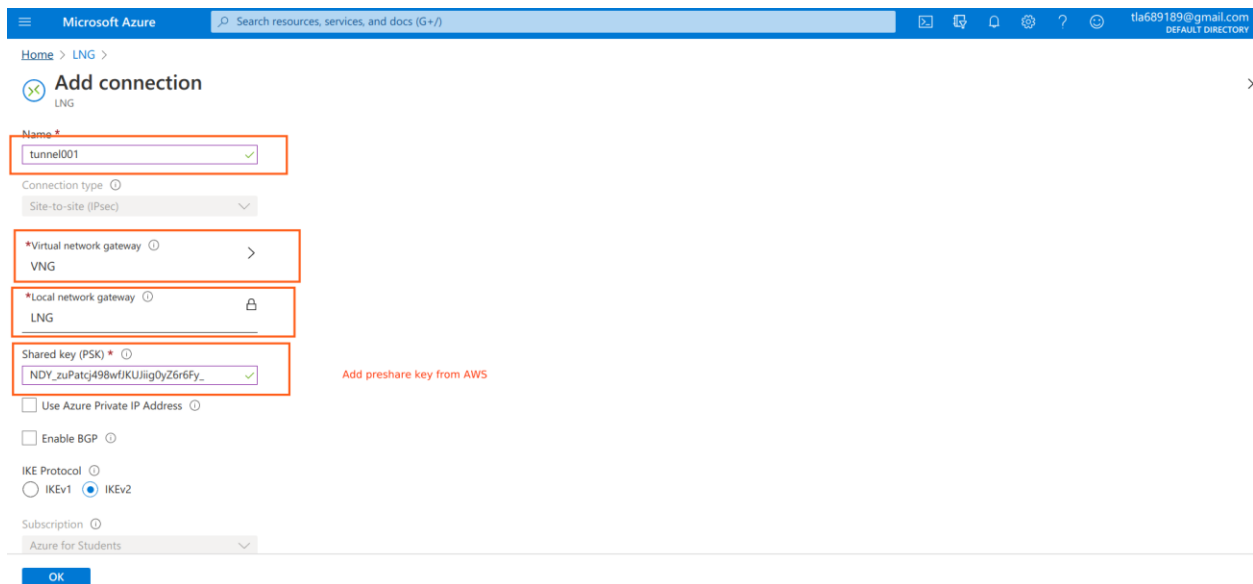 Microsoft Azure
Search resources, services, and docs (G+/)
tla689189@gmail.com
DEFAULT DIRECTORY
Home > LNG >
Add connection
LNG
Name *
tunnel001
Connection type
Site-to-site (IPsec)
*Virtual network gateway
VNG
*Local network gateway
LNG
Shared key (PSK) *
NDY_zuPatcj498wfJKUJiig0yZ6r6Fy_
Add preshare key from AWS
Use Azure Private IP Address
Enable BGP
IKE Protocol
IKEv1 IKEv2
Subscription
Azure for Students
OK